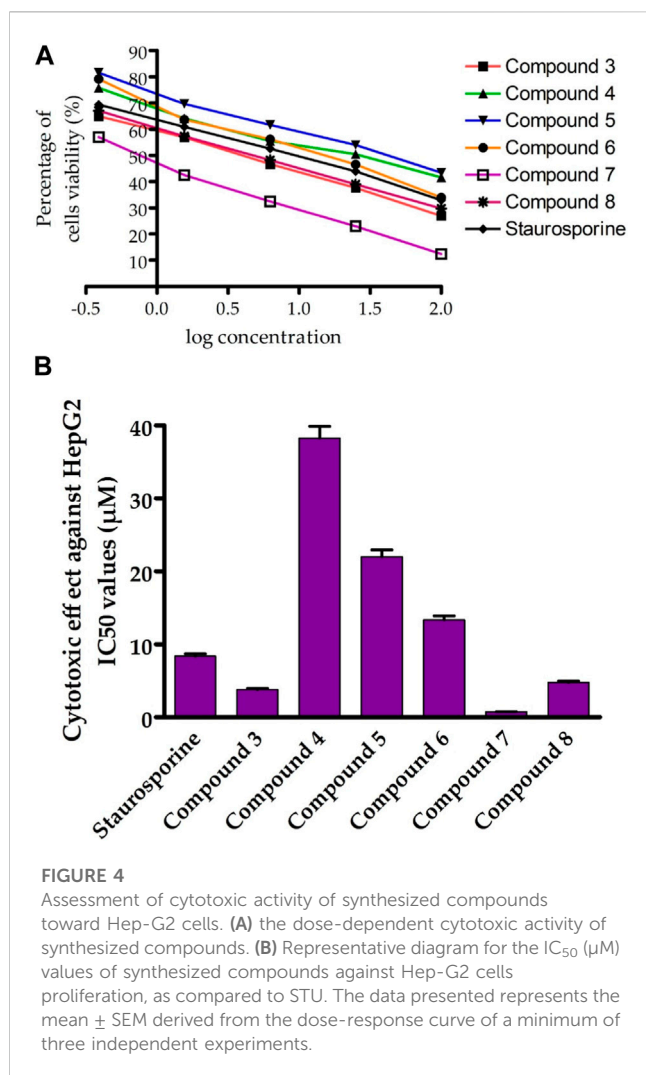 A
Percentage of
cells viability (%)
90
80
70
60
50
40
30
20
10
-0.5 0.0 0.5 1.0 1.5 2.0
log concentration
Compound 3
Compound 4
Compound 5
Compound 6
Compound 7
Compound 8
Staurosporine
B
Cytotoxic effect against HepG2
IC50 values (µM)
40
30
20
10
0
Staurosporine
Compound 3
Compound 4
Compound 5
Compound 6
Compound 7
Compound 8
FIGURE 4
Assessment of cytotoxic activity of synthesized compounds
toward Hep-G2 cells. (A) the dose-dependent cytotoxic activity of
synthesized compounds. (B) Representative diagram for the IC₅₀ (µM)
values of synthesized compounds against Hep-G2 cells
proliferation, as compared to STU. The data presented represents the
mean ± SEM derived from the dose-response curve of a minimum of
three independent experiments.